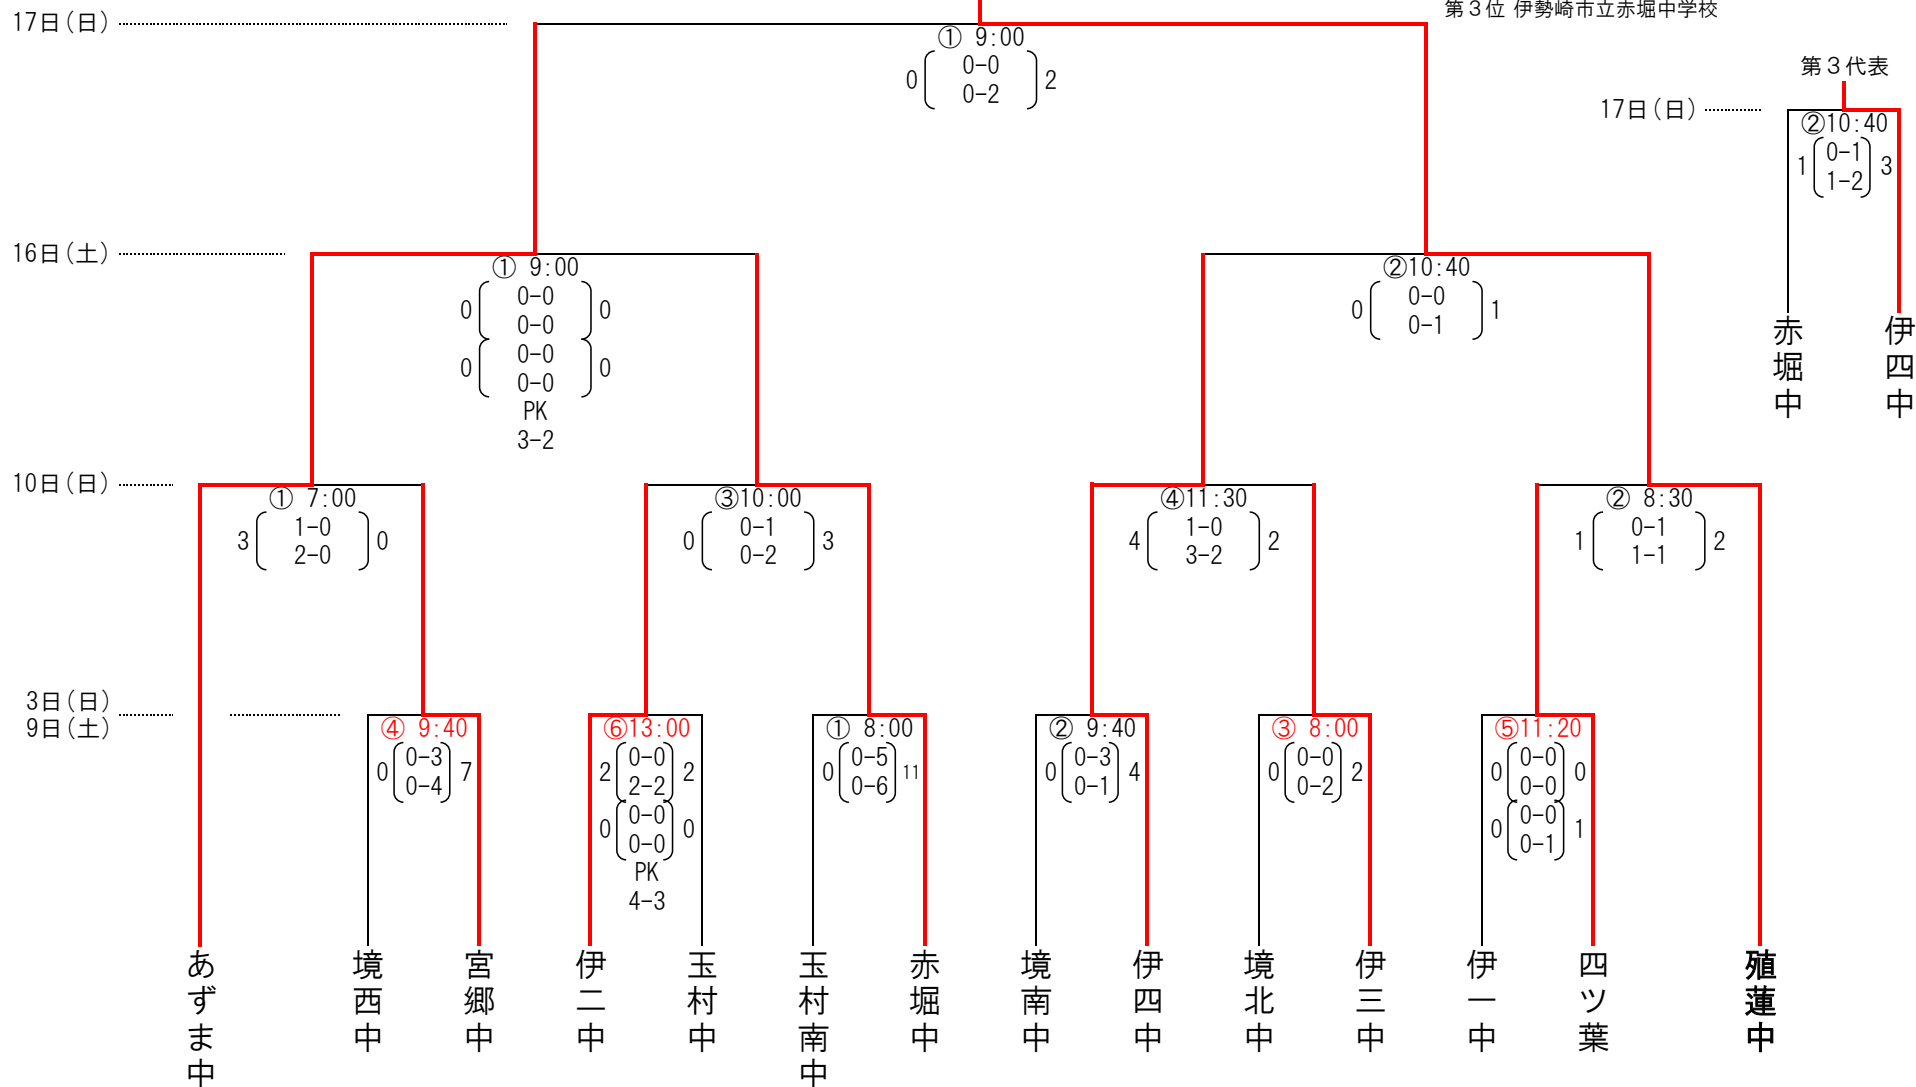 第３位 伊勢崎市立赤堀中学校
17日(日)
① 9:00
0 0-0 2
0-2
第３代表
17日(日)
②10:40
1 0-1 3
1-2
赤堀中
伊四中
16日(土)
① 9:00
0 0-0 0
0-0
0 0-0 0
0-0
PK
3-2
②10:40
0 0-0 1
0-1
10日(日)
① 7:00
3 1-0 0
2-0
③10:00
0 0-1 3
0-2
④11:30
4 1-0 2
3-2
② 8:30
1 0-1 2
1-1
3日(日)
9日(土)
④ 9:40
0 0-3 7
0-4
⑥13:00
2 0-0 2
2-2
0 0-0 0
0-0
PK
4-3
① 8:00
0 0-5 11
0-6
② 9:40
0 0-3 4
0-1
③ 8:00
0 0-0 2
0-2
⑤11:20
0 0-0 0
0-0
0 0-0 1
0-1
あずま中
境西中
宮郷中
伊二中
玉村中
玉村南中
赤堀中
境南中
伊四中
境北中
伊三中
伊一中
四ツ葉
殖蓮中